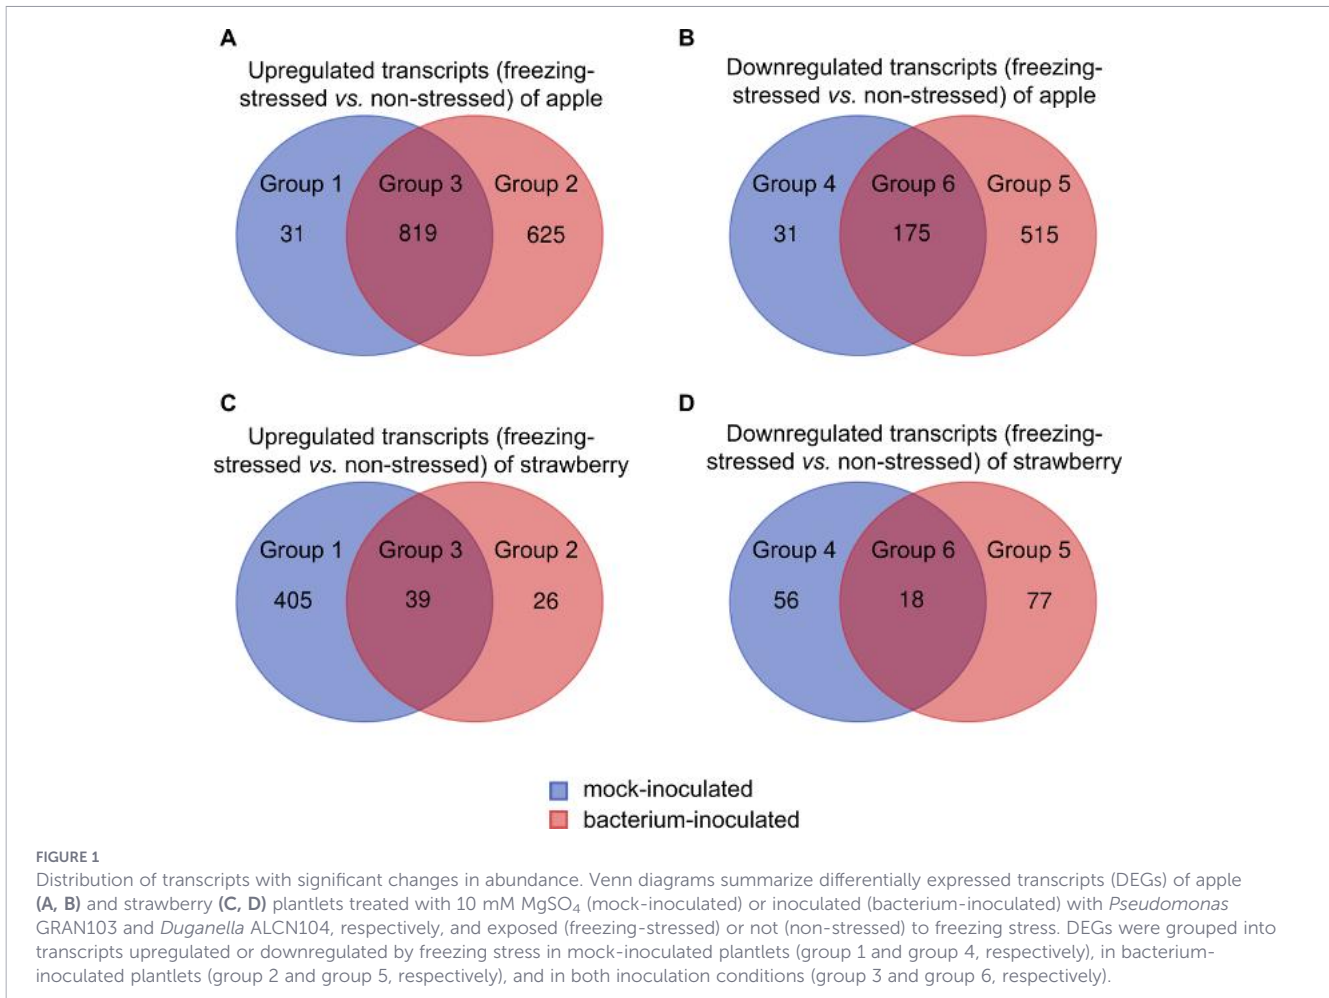 A
Upregulated transcripts (freezing-
stressed vs. non-stressed) of apple
Group 1
Group 3
Group 2
31
819
625
B
Downregulated transcripts (freezing-
stressed vs. non-stressed) of apple
Group 4
Group 6
Group 5
31
175
515
C
Upregulated transcripts (freezing-
stressed vs. non-stressed) of strawberry
Group 1
Group 3
Group 2
405
39
26
D
Downregulated transcripts (freezing-
stressed vs. non-stressed) of strawberry
Group 4
Group 6
Group 5
56
18
77
mock-inoculated
bacterium-inoculated
FIGURE 1
Distribution of transcripts with significant changes in abundance. Venn diagrams summarize differentially expressed transcripts (DEGs) of apple
(A, B) and strawberry (C, D) plantlets treated with 10 mM MgSO₄ (mock-inoculated) or inoculated (bacterium-inoculated) with Pseudomonas
GRAN103 and Duganella ALCN104, respectively, and exposed (freezing-stressed) or not (non-stressed) to freezing stress. DEGs were grouped into
transcripts upregulated or downregulated by freezing stress in mock-inoculated plantlets (group 1 and group 4, respectively), in bacterium-
inoculated plantlets (group 2 and group 5, respectively), and in both inoculation conditions (group 3 and group 6, respectively).